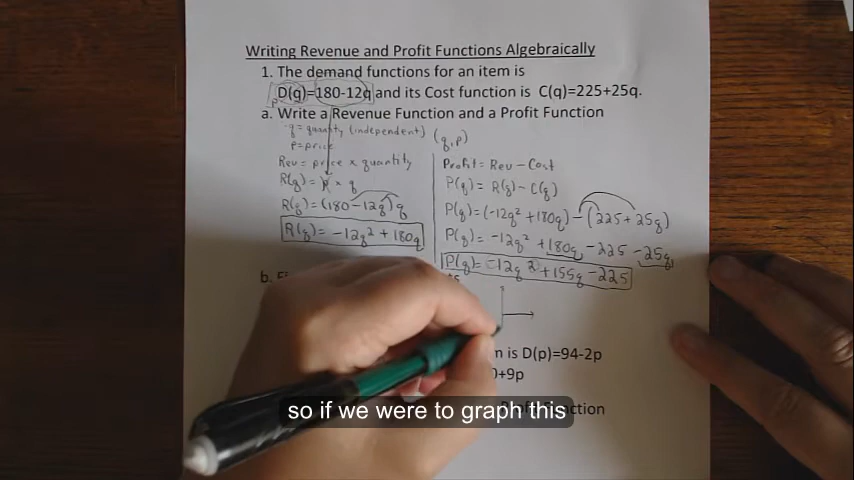 Writing Revenue and Profit Functions Algebraically
1. The demand functions for an item is
D(q)=180-12q and its Cost function is C(q)=225+25q.
p
a. Write a Revenue Function and a Profit Function
q = quantity (independent) (q,p)
p = price
Rev = price × quantity
R(q) = p × q
R(q) = (180-12q)q
R(q) = -12q² + 180q
Profit = Rev - Cost
P(q) = R(q) - C(q)
P(q) = (-12q² + 180q) - (225 + 25q)
P(q) = -12q² + 180q - 225 - 25q
P(q) = -12q² + 155q - 225
b.
is D(p)=94-2p
+9p
so if we were to graph this